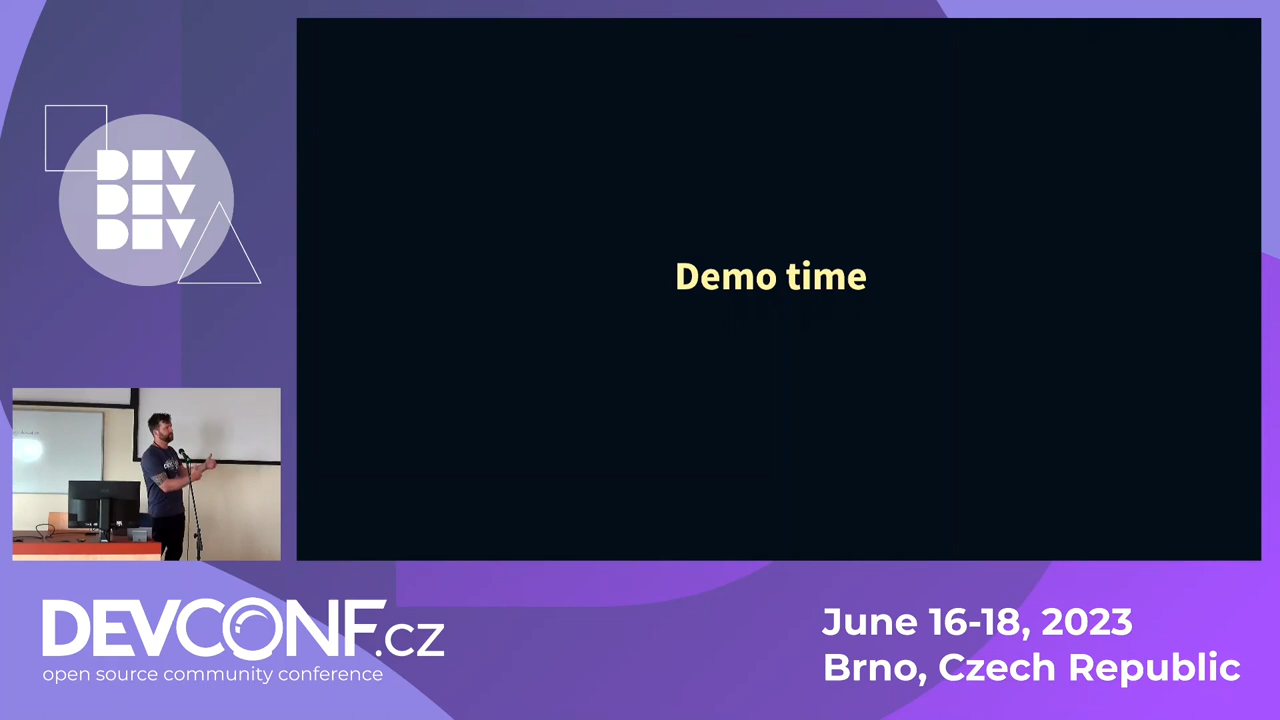 DEV
DEV
DEV
Demo time
DEVCONF.cz
open source community conference
June 16-18, 2023
Brno, Czech Republic